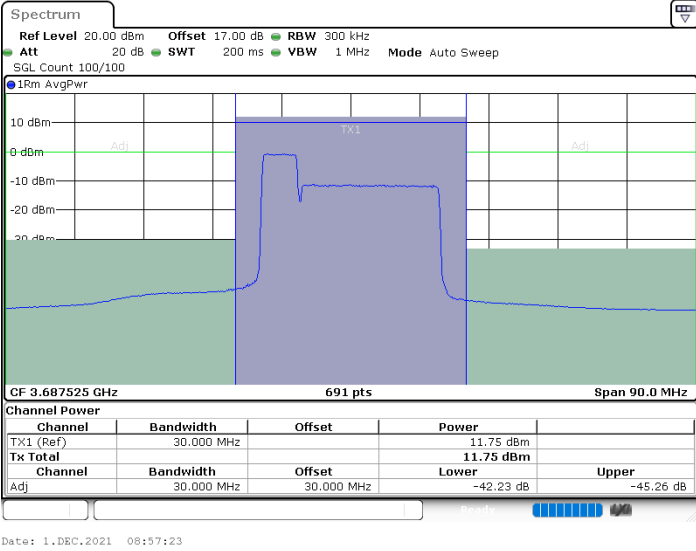 Spectrum
Ref Level 20.00 dBm Offset 17.00 dB RBW 300 kHz
Att 20 dB SWT 200 ms VBW 1 MHz Mode Auto Sweep
SGL Count 100/100
1Rm AvgPwr
10 dBm
TX1
Adj
Adj
0 dBm
-10 dBm
-20 dBm
-30 dBm
CF 3.687525 GHz 691 pts Span 90.0 MHz
Channel Power
Channel Bandwidth Offset Power
TX1 (Ref) 30.000 MHz 11.75 dBm
Tx Total 11.75 dBm
Channel Bandwidth Offset Lower Upper
Adj 30.000 MHz 30.000 MHz -42.23 dB -45.26 dB
Ready
Date: 1.DEC.2021 08:57:23